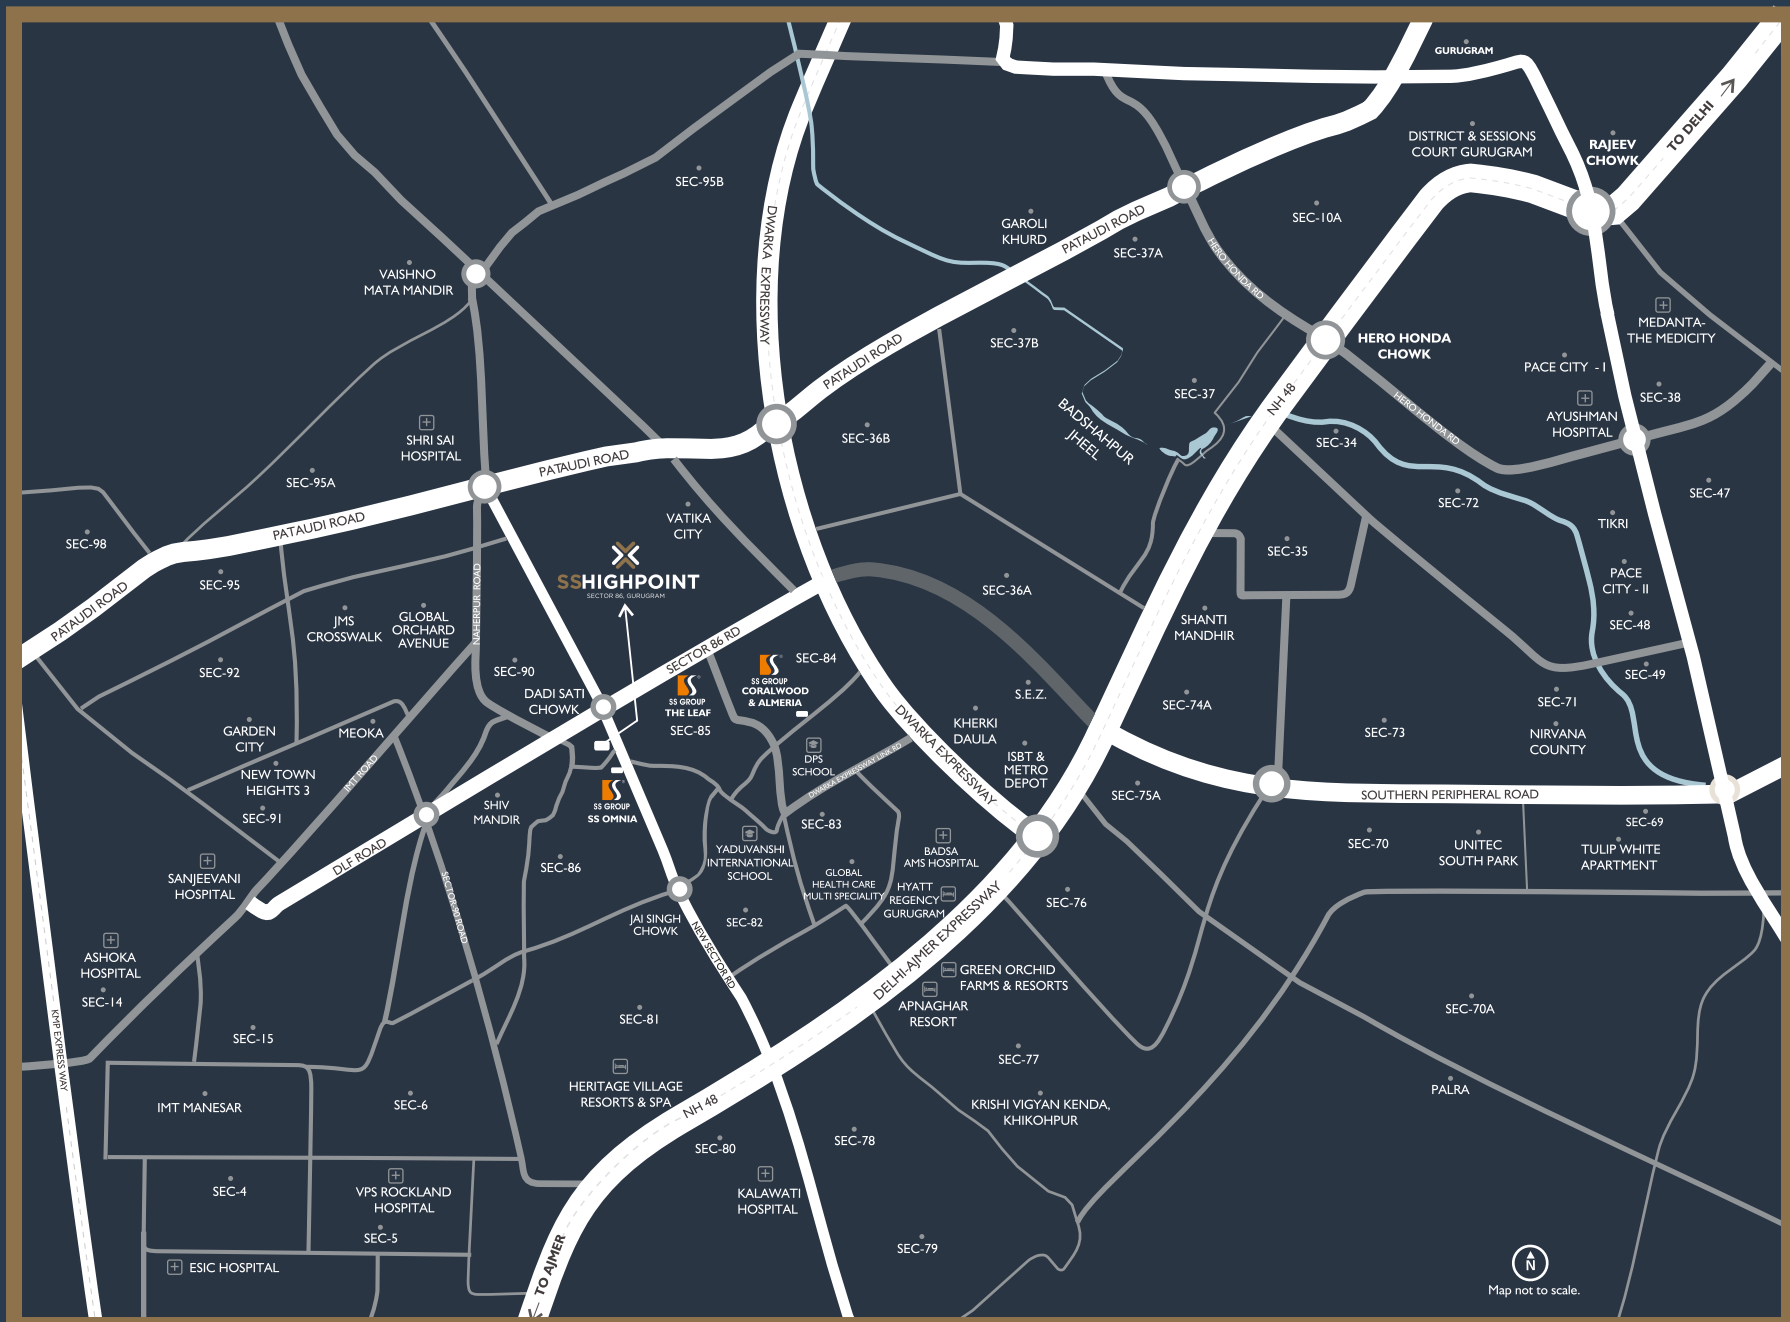 GURUGRAM
TO DELHI
DISTRICT & SESSIONS
COURT GURUGRAM
RAJEEV
CHOWK
SEC-95B
DWARKA EXPRESSWAY
GAROLI
KHURD
PATAUDI ROAD
SEC-37A
SEC-10A
HERO HONDA RD
VAISHNO
MATA MANDIR
MEDANTA-
THE MEDICITY
HERO HONDA
CHOWK
SEC-37B
PATAUDI ROAD
PACE CITY - I
SEC-37
NH 48
SEC-38
HERO HONDA RD
AYUSHMAN
HOSPITAL
BADSHAHPUR
JHEEL
SEC-34
SEC-36B
SHRI SAI
HOSPITAL
PATAUDI ROAD
SEC-95A
SEC-72
SEC-47
PATAUDI ROAD
VATIKA
CITY
TIKRI
SEC-98
SEC-35
SSHIGHPOINT
SECTOR 86, GURUGRAM
SEC-95
SEC-36A
PACE
CITY - II
PATAUDI ROAD
NAHERPUR ROAD
JMS
CROSSWALK
GLOBAL
ORCHARD
AVENUE
SHANTI
MANDHIR
SEC-48
SECTOR 86 RD
SEC-92
SEC-90
SEC-84
SEC-49
DADI SATI
CHOWK
SS GROUP
THE LEAF
SS GROUP
CORALWOOD
& ALMERIA
S.E.Z.
SEC-74A
SEC-71
SEC-85
GARDEN
CITY
MEOKA
DWARKA EXPRESSWAY
KHERKI
DAULA
SEC-73
NIRVANA
COUNTY
ISBT &
METRO
DEPOT
DPS
SCHOOL
DWARKA EXPRESSWAY LINK RD
NEW TOWN
HEIGHTS 3
IMT ROAD
SEC-91
SHIV
MANDIR
SS GROUP
SS OMNIA
SEC-75A
SOUTHERN PERIPHERAL ROAD
SEC-83
SEC-69
SEC-70
UNITEC
SOUTH PARK
TULIP WHITE
APARTMENT
DLF ROAD
YADUVANSHI
INTERNATIONAL
SCHOOL
BADSA
AMS HOSPITAL
SEC-86
GLOBAL
HEALTH CARE
MULTI SPECIALITY
HYATT
REGENCY
GURUGRAM
SANJEEVANI
HOSPITAL
SECTOR-90 ROAD
SEC-76
JAI SINGH
CHOWK
SEC-82
NEW SECTOR RD
DELHI-AJMER EXPRESSWAY
ASHOKA
HOSPITAL
SEC-14
GREEN ORCHID
FARMS & RESORTS
APNAGHAR
RESORT
SEC-70A
SEC-81
SEC-15
KMP EXPRESS WAY
SEC-77
HERITAGE VILLAGE
RESORTS & SPA
PALRA
IMT MANESAR
SEC-6
NH 48
KRISHI VIGYAN KENDA,
KHIKOHPUR
SEC-80
SEC-78
SEC-4
VPS ROCKLAND
HOSPITAL
KALAWATI
HOSPITAL
SEC-5
SEC-79
ESIC HOSPITAL
TO AJMER
N
Map not to scale.